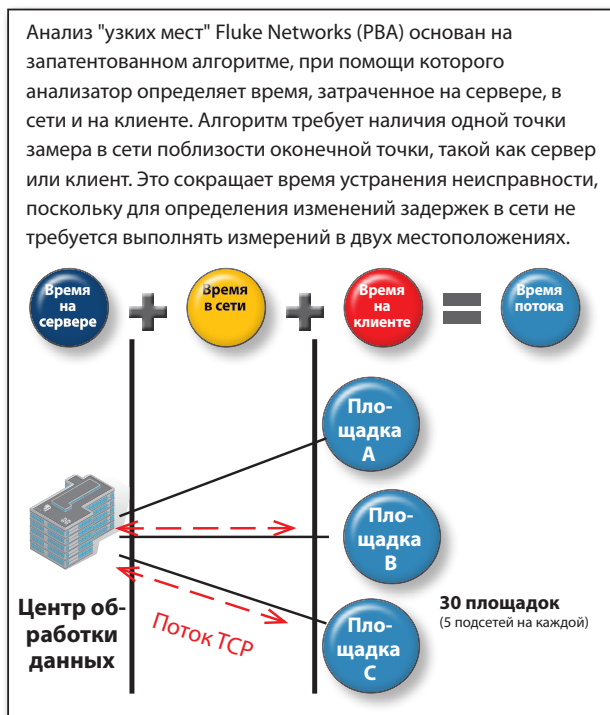 Анализ "узких мест" Fluke Networks (PBA) основан на
запатентованном алгоритме, при помощи которого
анализатор определяет время, затраченное на сервере, в
сети и на клиенте. Алгоритм требует наличия одной точки
замера в сети поблизости оконечной точки, такой как сервер
или клиент. Это сокращает время устранения неисправности,
поскольку для определения изменений задержек в сети не
требуется выполнять измерений в двух местоположениях.
Время
на
сервере
+
Время
в сети
+
Время
на
клиенте
=
Время
потока
Пло-
щадка
A
Пло-
щадка
B
Пло-
щадка
C
Центр об-
работки
данных
Поток TCP
30 площадок
(5 подсетей на каждой)